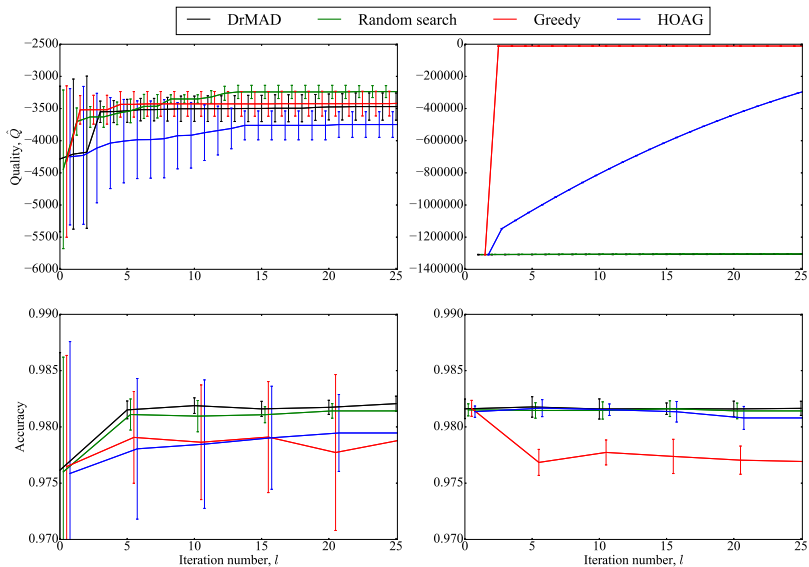 DrMAD Random search Greedy HOAG
−2500
−3000
−3500
−4000
−4500
−5000
−5500
−6000
Quality, Q̂
0 5 10 15 20 25
0
−200000
−400000
−600000
−800000
−1000000
−1200000
−1400000
0 5 10 15 20 25
0.990
0.985
0.980
0.975
0.970
Accuracy
0 5 10 15 20 25
Iteration number, l
0.990
0.985
0.980
0.975
0.970
0 5 10 15 20 25
Iteration number, l